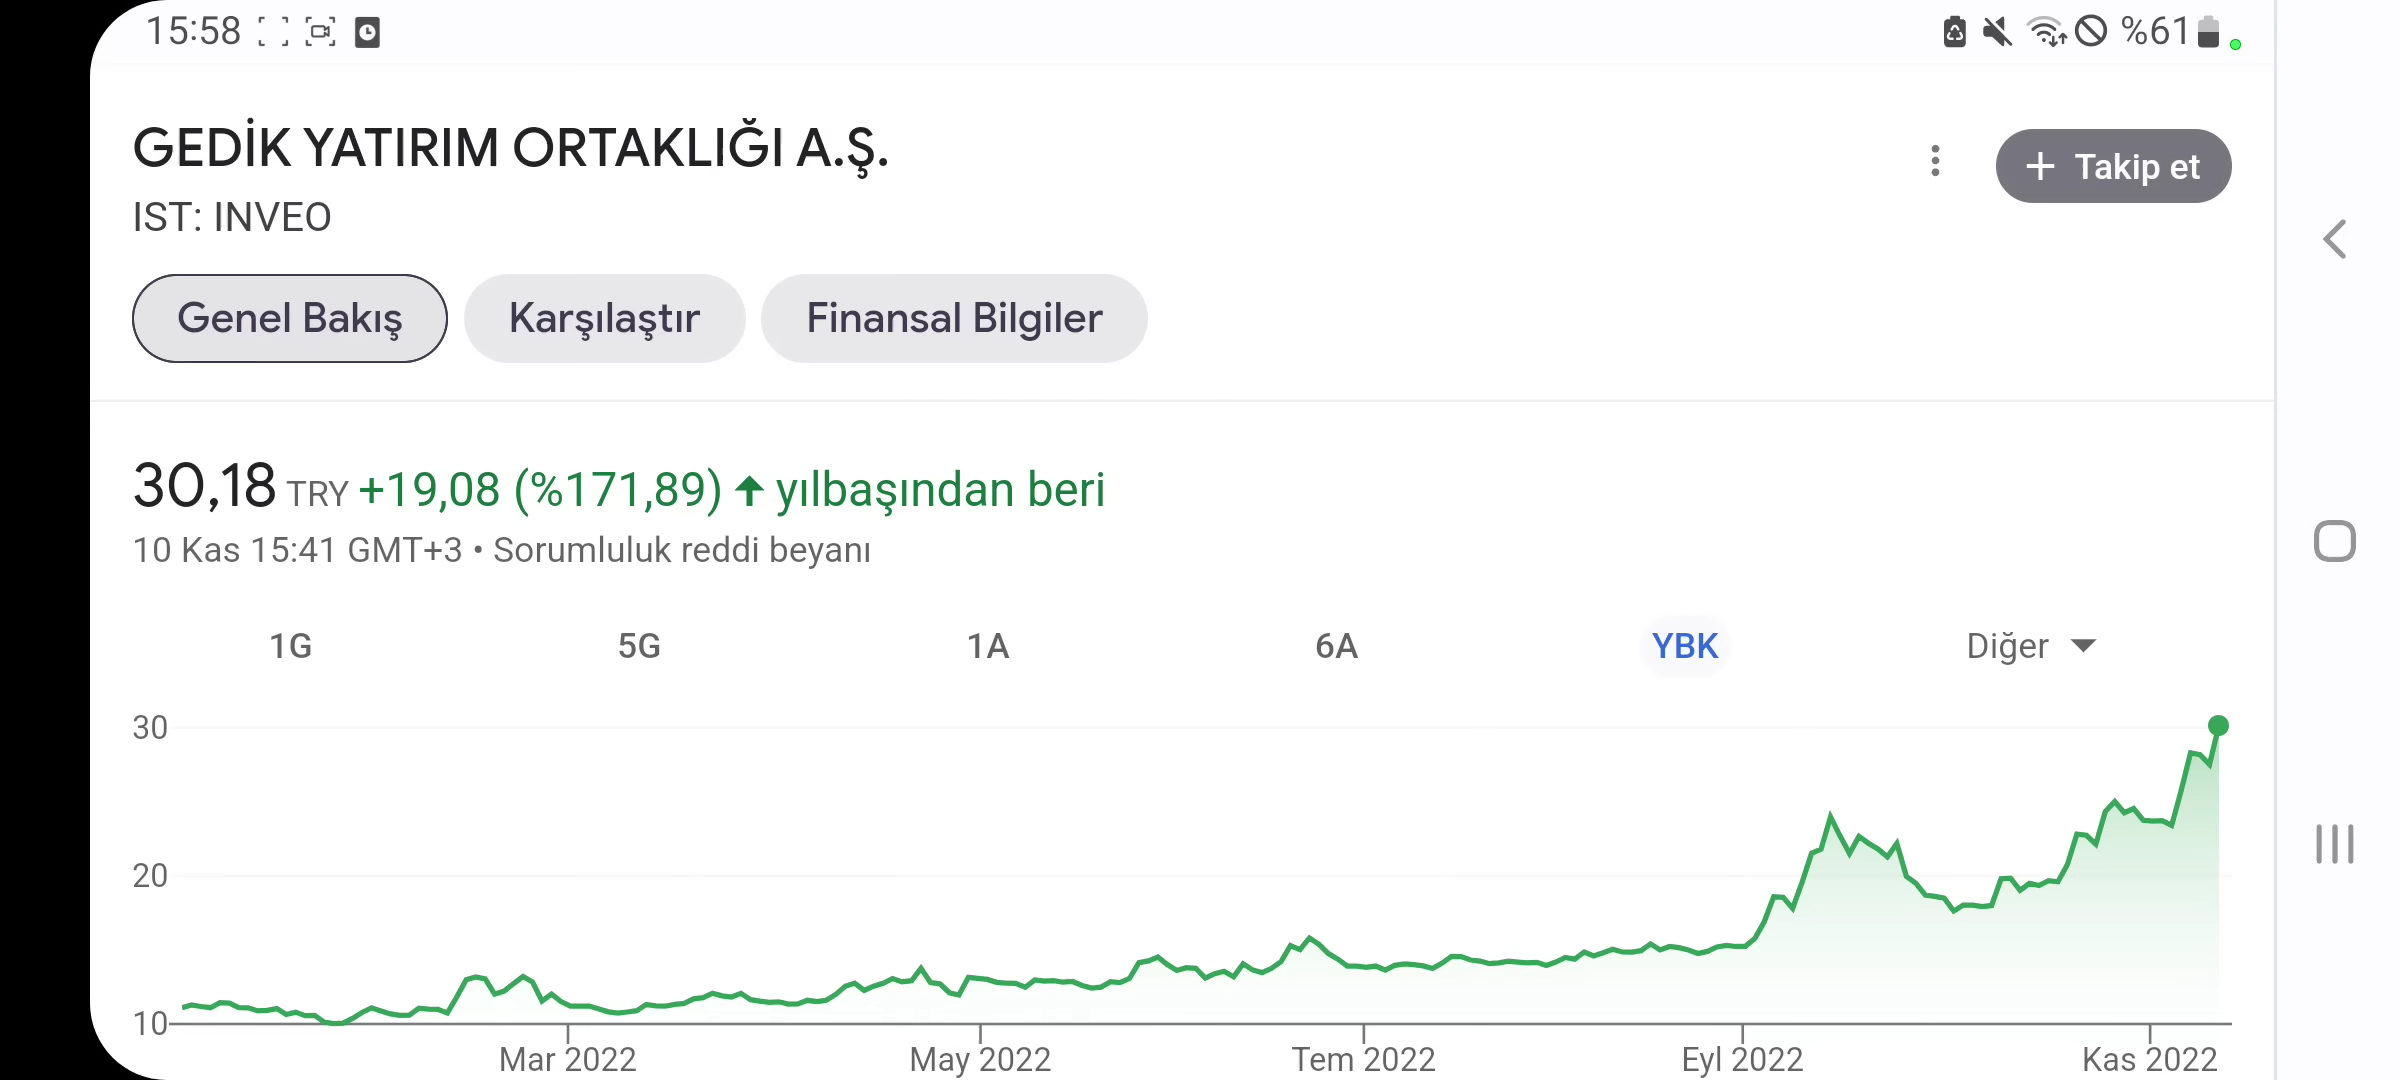 15:58 %61
GEDİK YATIRIM ORTAKLIĞI A.Ş.
+ Takip et
IST: INVEO
Genel Bakış Karşılaştır Finansal Bilgiler
30,18 TRY +19,08 (%171,89) ↑ yılbaşından beri
10 Kas 15:41 GMT+3 • Sorumluluk reddi beyanı
1G 5G 1A 6A YBK Diğer
30
20
10
Mar 2022 May 2022 Tem 2022 Eyl 2022 Kas 2022